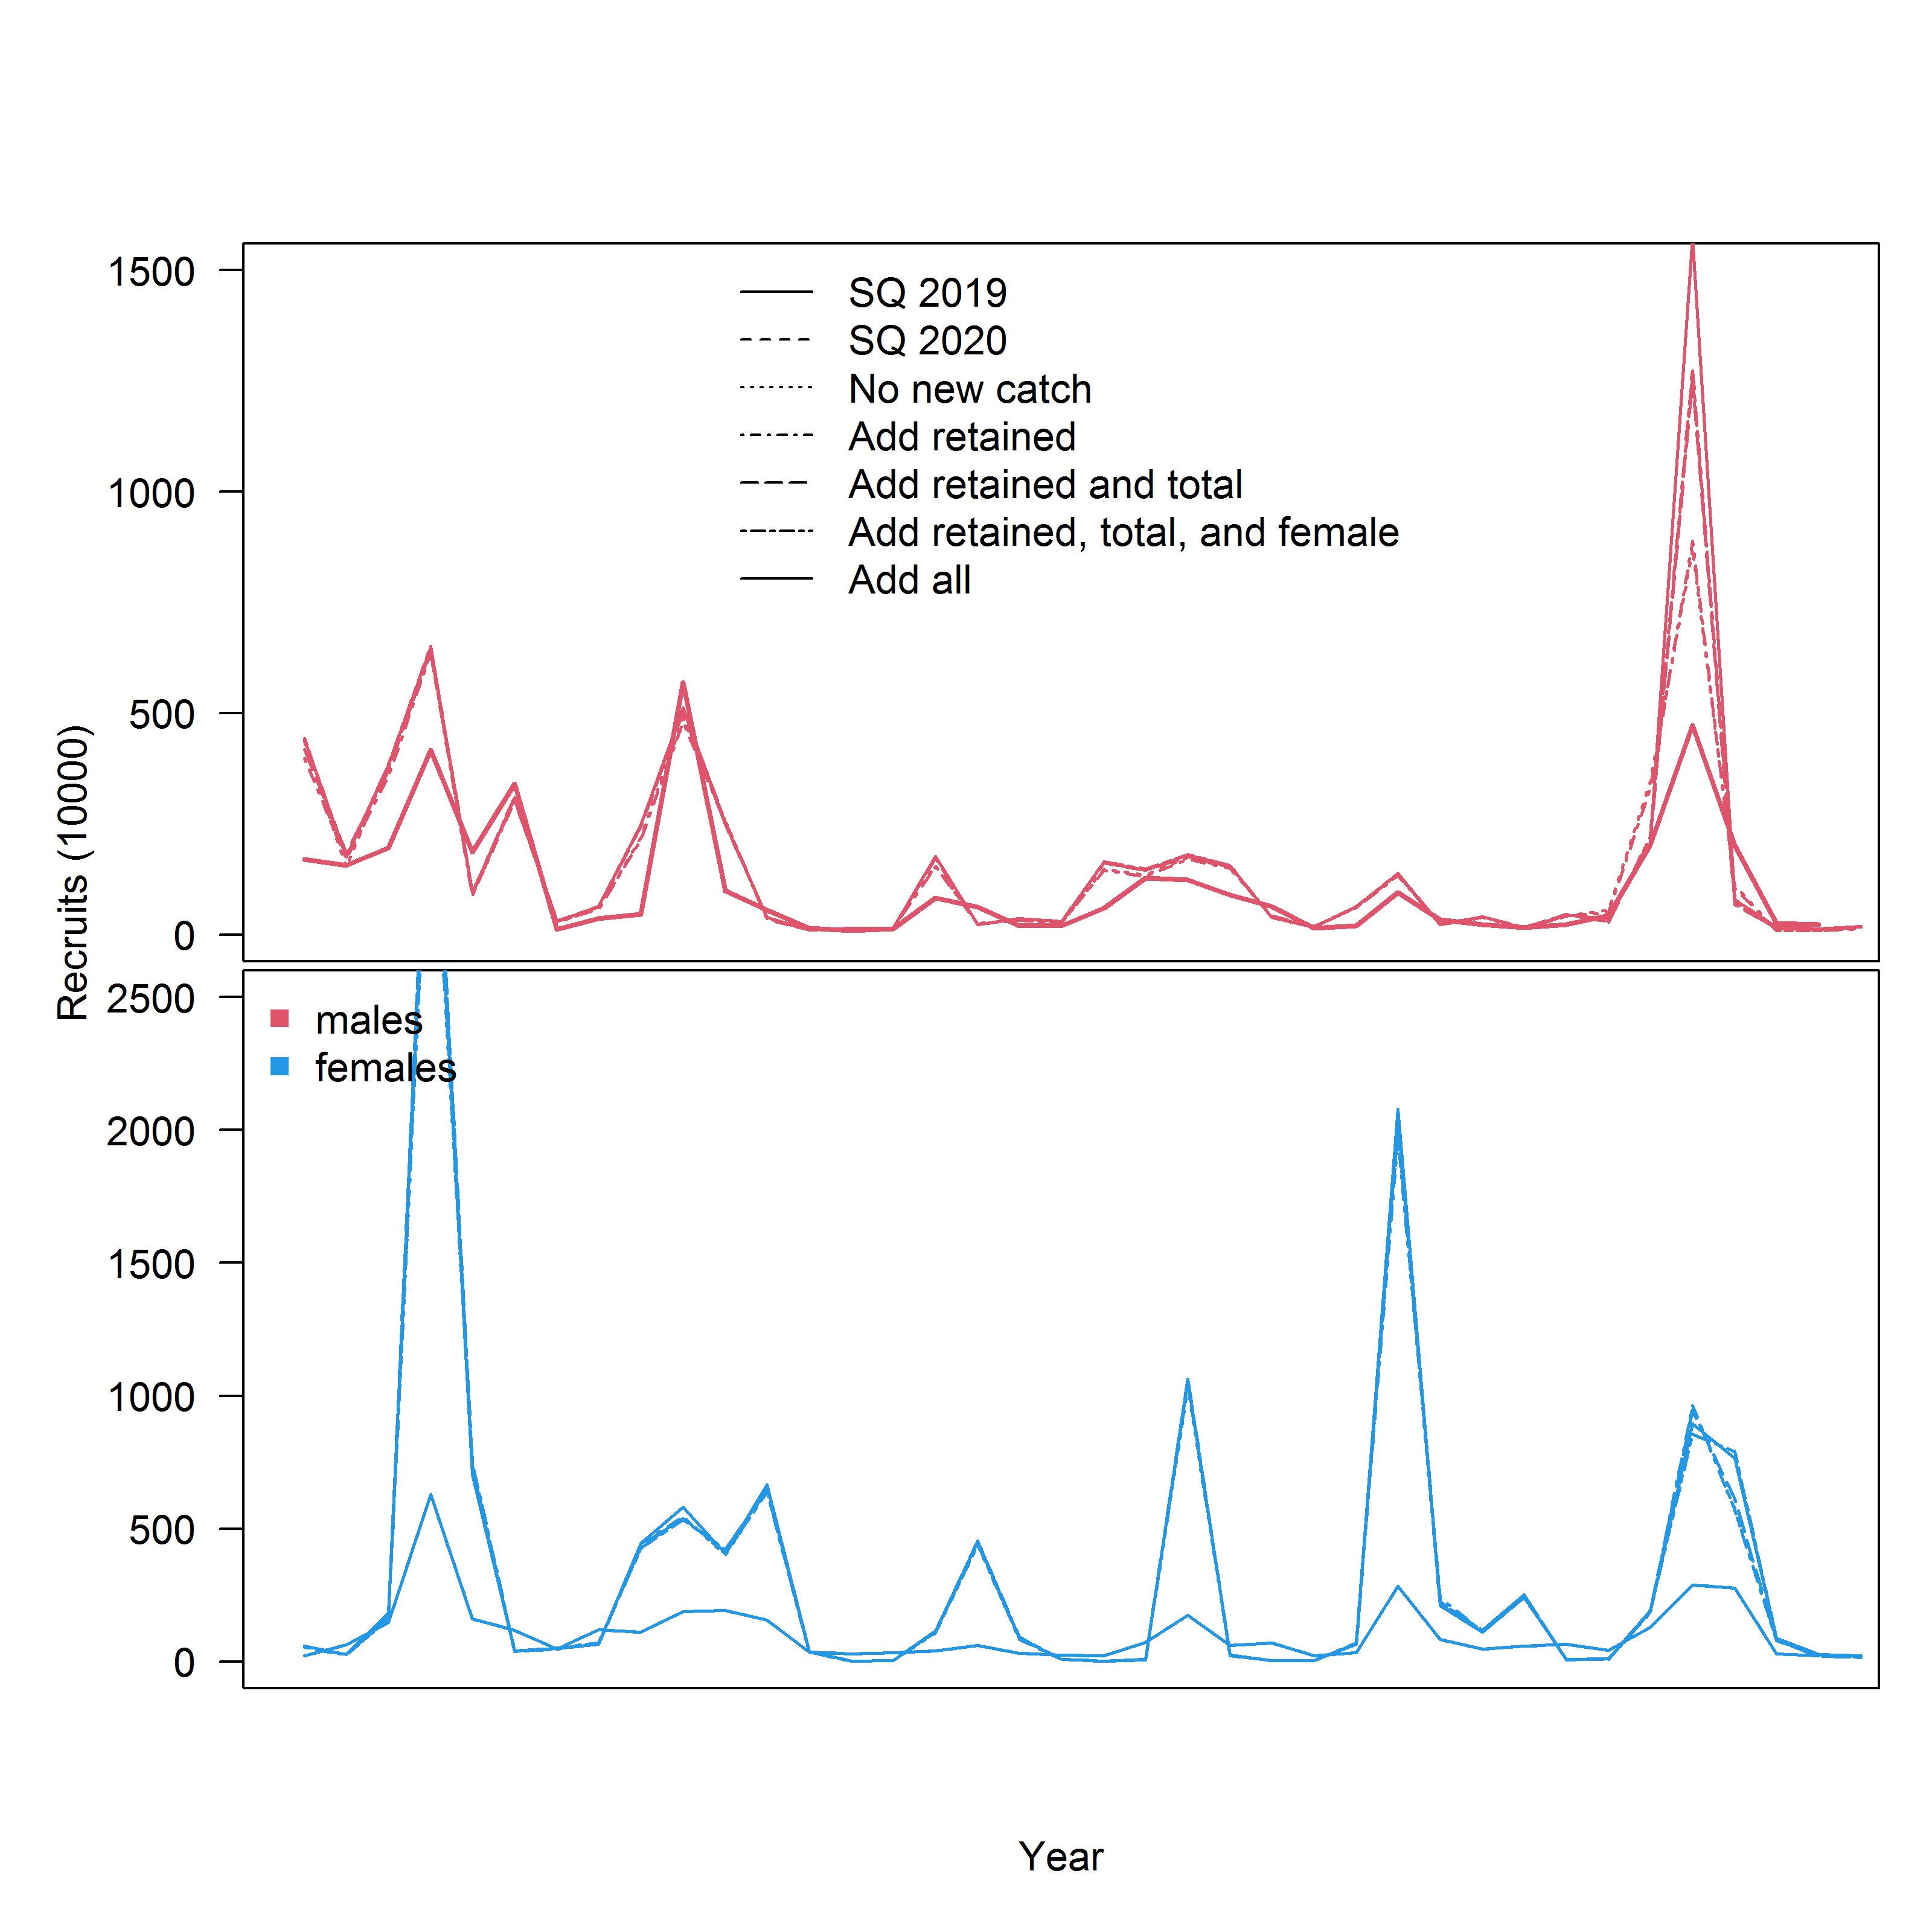 1500
1000
500
0
SQ 2019
SQ 2020
No new catch
Add retained
Add retained and total
Add retained, total, and female
Add all
Recruits (10000)
2500
2000
1500
1000
500
0
males
females
Year